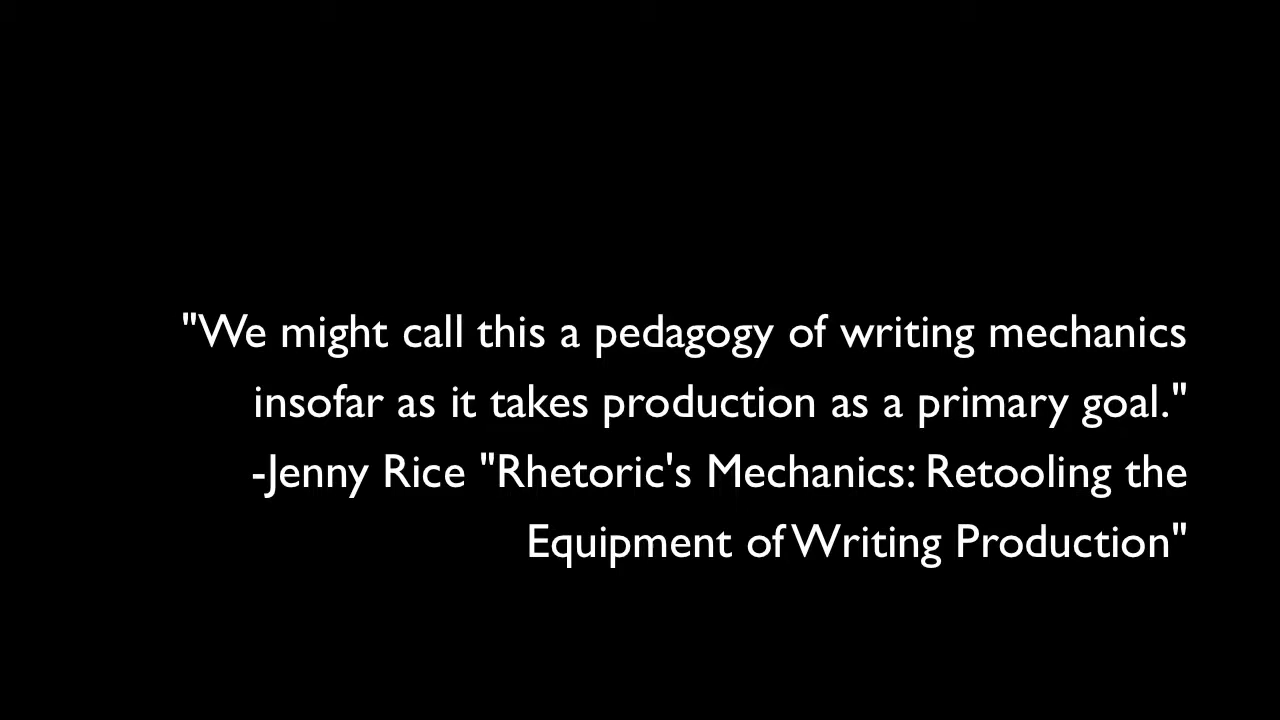 "We might call this a pedagogy of writing mechanics
insofar as it takes production as a primary goal."
-Jenny Rice "Rhetoric's Mechanics: Retooling the
Equipment of Writing Production"